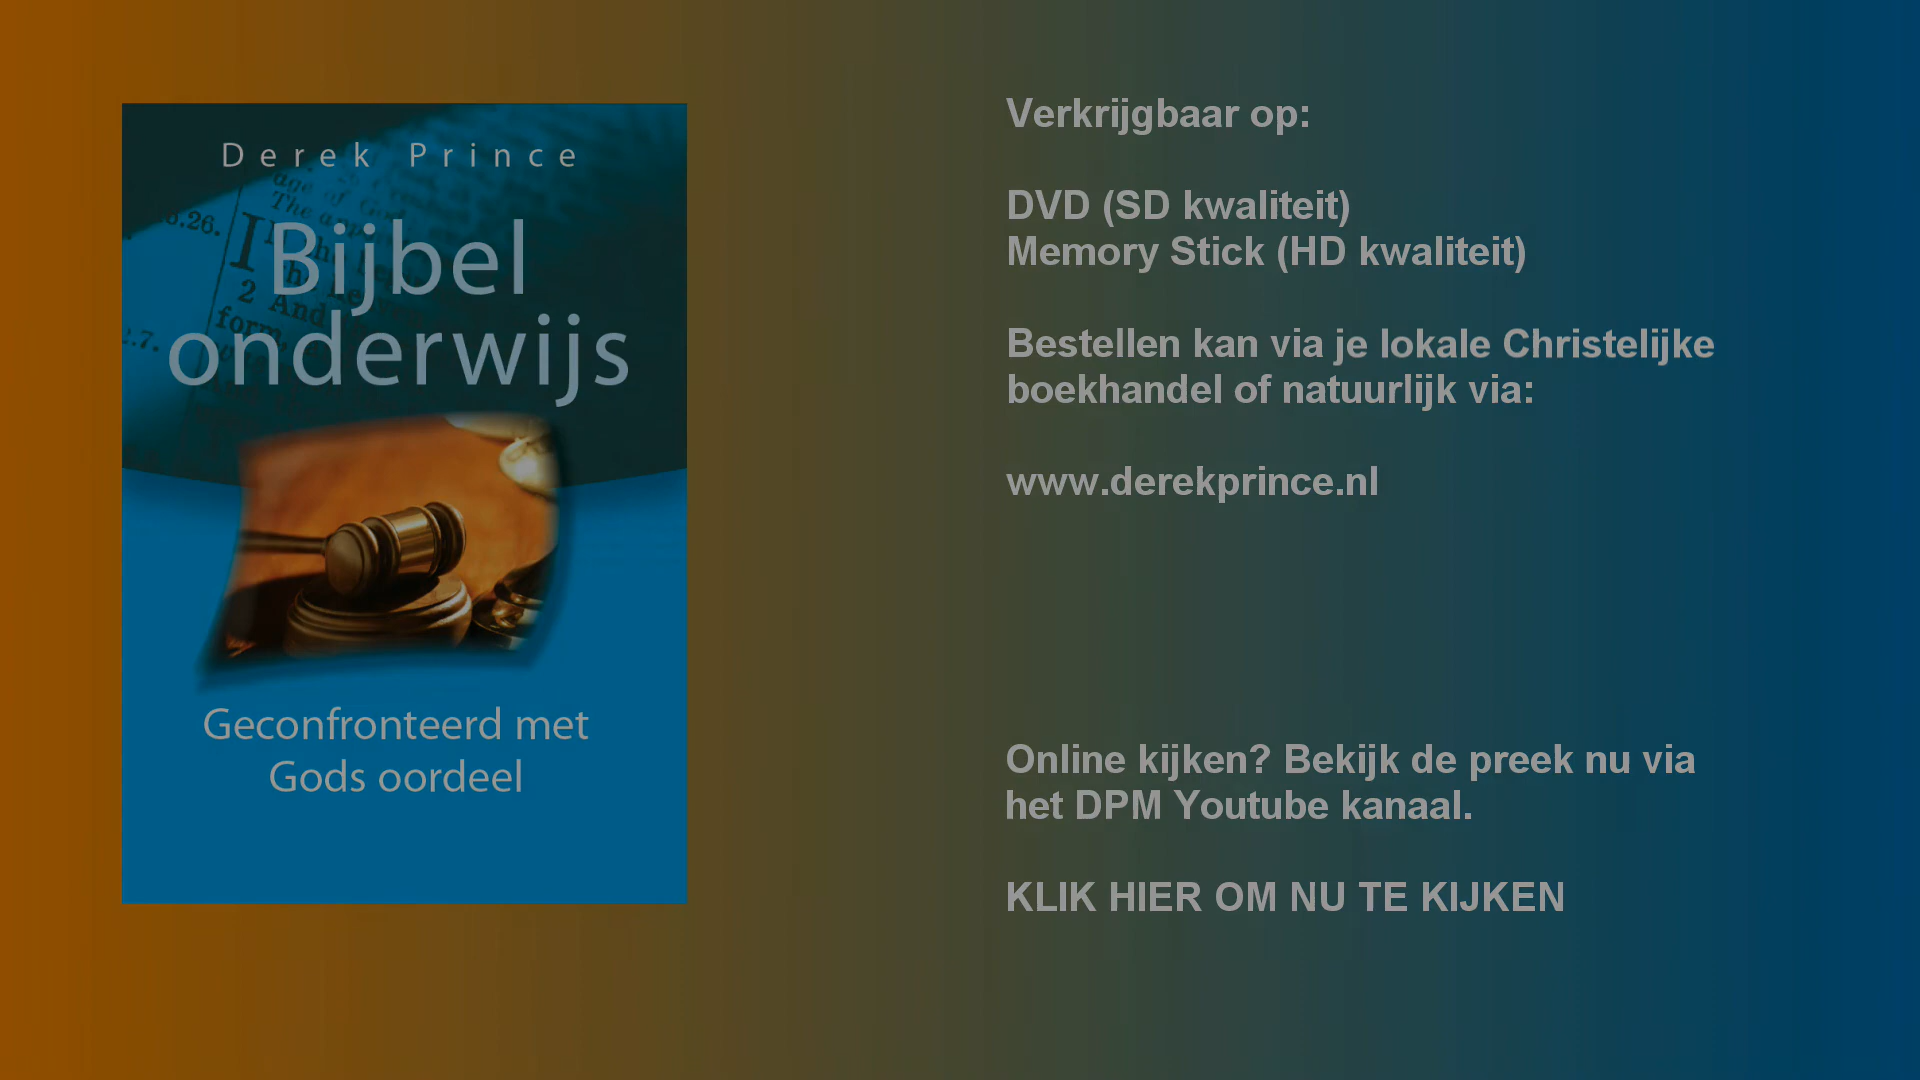 Derek Prince
Bijbel
onderwijs
Geconfronteerd met
Gods oordeel
Verkrijgbaar op:
DVD (SD kwaliteit)
Memory Stick (HD kwaliteit)
Bestellen kan via je lokale Christelijke
boekhandel of natuurlijk via:
www.derekprince.nl
Online kijken? Bekijk de preek nu via
het DPM Youtube kanaal.
KLIK HIER OM NU TE KIJKEN